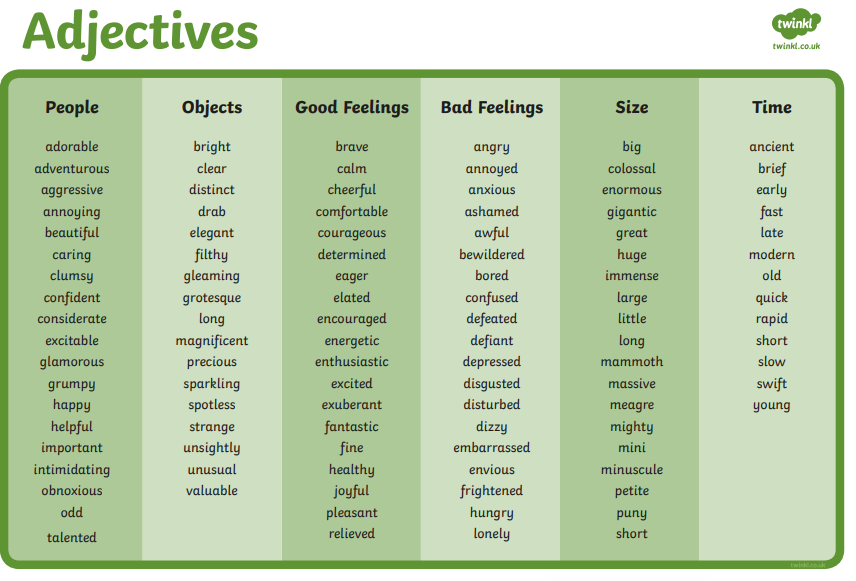 Adjectives
twinkl
twinkl.co.uk
People
adorable
adventurous
aggressive
annoying
beautiful
caring
clumsy
confident
considerate
excitable
glamorous
grumpy
happy
helpful
important
intimidating
obnoxious
odd
talented
Objects
bright
clear
distinct
drab
elegant
filthy
gleaming
grotesque
long
magnificent
precious
sparkling
spotless
strange
unsightly
unusual
valuable
Good Feelings
brave
calm
cheerful
comfortable
courageous
determined
eager
elated
encouraged
energetic
enthusiastic
excited
exuberant
fantastic
fine
healthy
joyful
pleasant
relieved
Bad Feelings
angry
annoyed
anxious
ashamed
awful
bewildered
bored
confused
defeated
defiant
depressed
disgusted
disturbed
dizzy
embarrassed
envious
frightened
hungry
lonely
Size
big
colossal
enormous
gigantic
great
huge
immense
large
little
long
mammoth
massive
meagre
mighty
mini
minuscule
petite
puny
short
Time
ancient
brief
early
fast
late
modern
old
quick
rapid
short
slow
swift
young
twinkl.co.uk